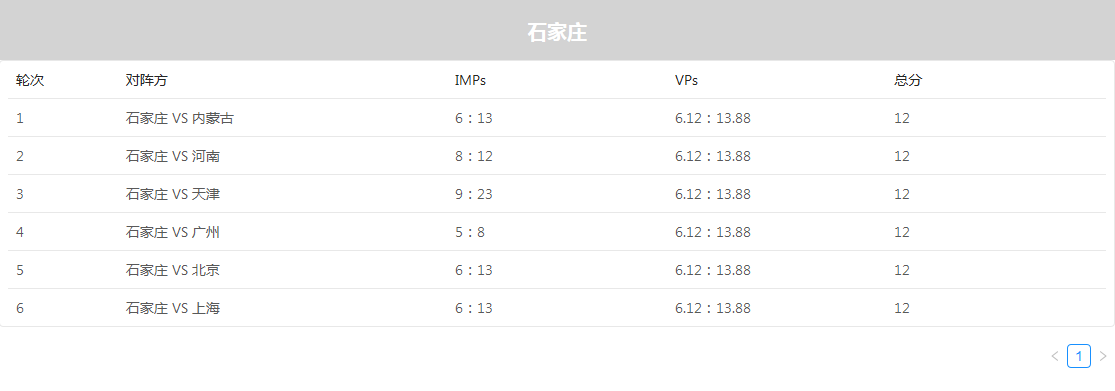 石家庄
轮次 对阵方 IMPs VPs 总分
1 石家庄 VS 内蒙古 6：13 6.12：13.88 12
2 石家庄 VS 河南 8：12 6.12：13.88 12
3 石家庄 VS 天津 9：23 6.12：13.88 12
4 石家庄 VS 广州 5：8 6.12：13.88 12
5 石家庄 VS 北京 6：13 6.12：13.88 12
6 石家庄 VS 上海 6：13 6.12：13.88 12
1